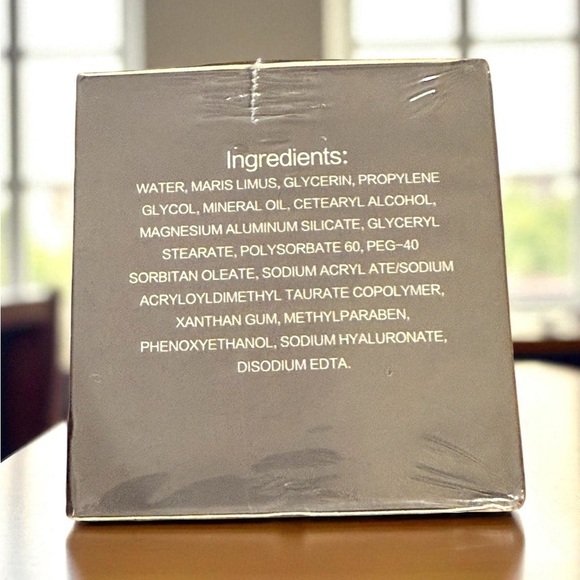 Ingredients:
WATER, MARIS LIMUS, GLYCERIN, PROPYLENE
GLYCOL, MINERAL OIL, CETEARYL ALCOHOL,
MAGNESIUM ALUMINUM SILICATE, GLYCERYL
STEARATE, POLYSORBATE 60, PEG-40
SORBITAN OLEATE, SODIUM ACRYL ATE/SODIUM
ACRYLOYLDIMETHYL TAURATE COPOLYMER,
XANTHAN GUM, METHYLPARABEN,
PHENOXYETHANOL, SODIUM HYALURONATE,
DISODIUM EDTA.